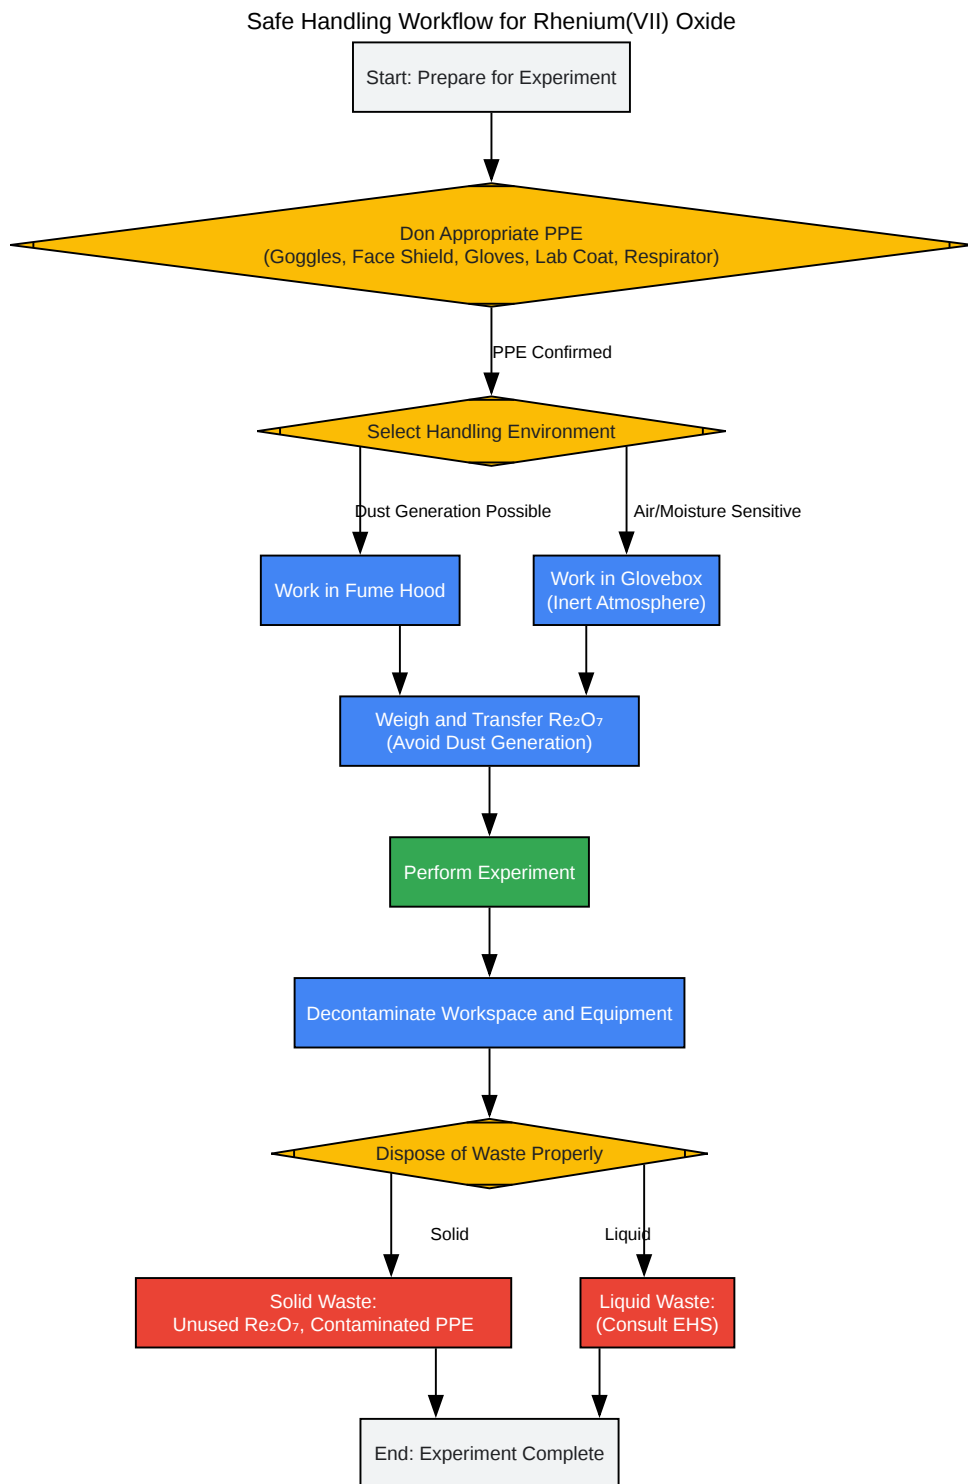 Safe Handling Workflow for Rhenium(VII) Oxide
Start: Prepare for Experiment
Don Appropriate PPE
(Goggles, Face Shield, Gloves, Lab Coat, Respirator)
PPE Confirmed
Select Handling Environment
Dust Generation Possible
Air/Moisture Sensitive
Work in Fume Hood
Work in Glovebox
(Inert Atmosphere)
Weigh and Transfer Re₂O₇
(Avoid Dust Generation)
Perform Experiment
Decontaminate Workspace and Equipment
Dispose of Waste Properly
Solid
Liquid
Solid Waste:
Unused Re₂O₇, Contaminated PPE
Liquid Waste:
(Consult EHS)
End: Experiment Complete